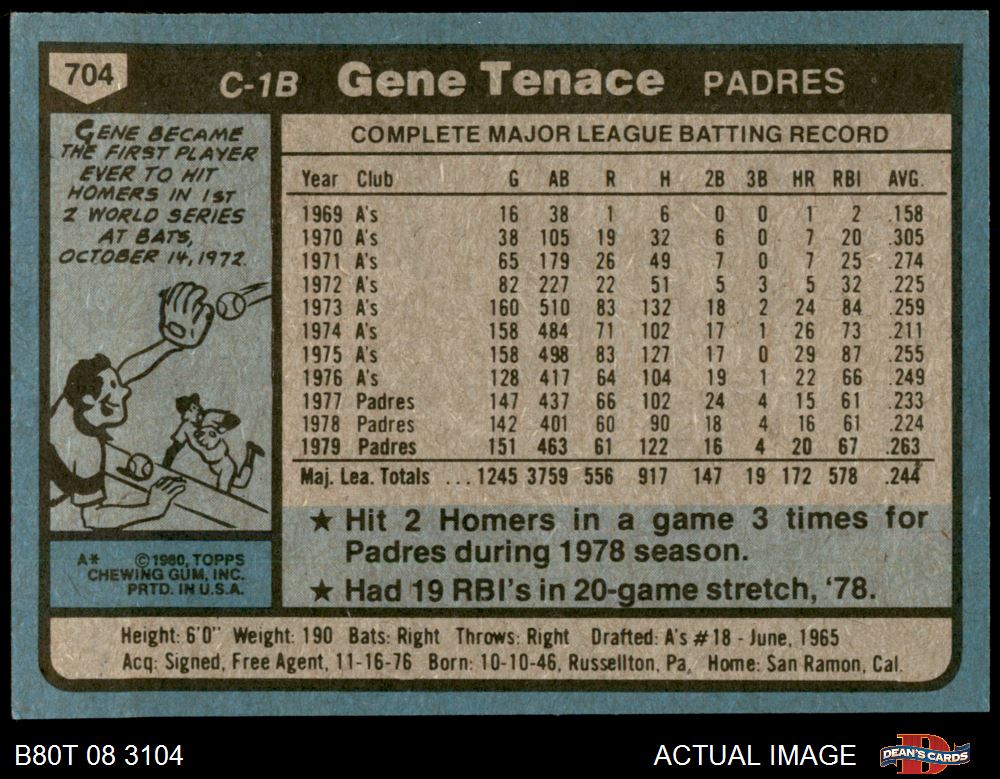 704
C-1B Gene Tenace PADRES
GENE BECAME
THE FIRST PLAYER
EVER TO HIT
HOMERS IN 1ST
2 WORLD SERIES
AT BATS,
OCTOBER 14, 1972.
A* ©1980, TOPPS
CHEWING GUM, INC.
PRTD. IN U.S.A.
COMPLETE MAJOR LEAGUE BATTING RECORD
Year Club G AB R H 2B 3B HR RBI AVG.
1969 A's 16 38 1 6 0 0 1 2 .158
1970 A's 38 105 19 32 6 0 7 20 .305
1971 A's 65 179 26 49 7 0 7 25 .274
1972 A's 82 227 22 51 5 3 5 32 .225
1973 A's 160 510 83 132 18 2 24 84 .259
1974 A's 158 484 71 102 17 1 26 73 .211
1975 A's 158 498 83 127 17 0 29 87 .255
1976 A's 128 417 64 104 19 1 22 66 .249
1977 Padres 147 437 66 102 24 4 15 61 .233
1978 Padres 142 401 60 90 18 4 16 61 .224
1979 Padres 151 463 61 122 16 4 20 67 .263
Maj. Lea. Totals ... 1245 3759 556 917 147 19 172 578 .244
★ Hit 2 Homers in a game 3 times for
Padres during 1978 season.
★ Had 19 RBI's in 20-game stretch, '78.
Height: 6'0" Weight: 190 Bats: Right Throws: Right Drafted: A's #18 - June, 1965
Acq: Signed, Free Agent, 11-16-76 Born: 10-10-46, Russellton, Pa. Home: San Ramon, Cal.
B80T 08 3104
ACTUAL IMAGE
D
DEAN'S CARDS